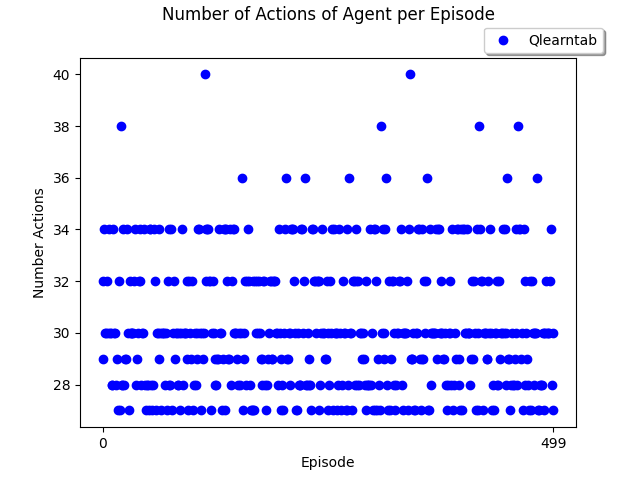 Number of Actions of Agent per Episode
Qlearntab
40
38
36
34
32
30
28
Number Actions
0
499
Episode